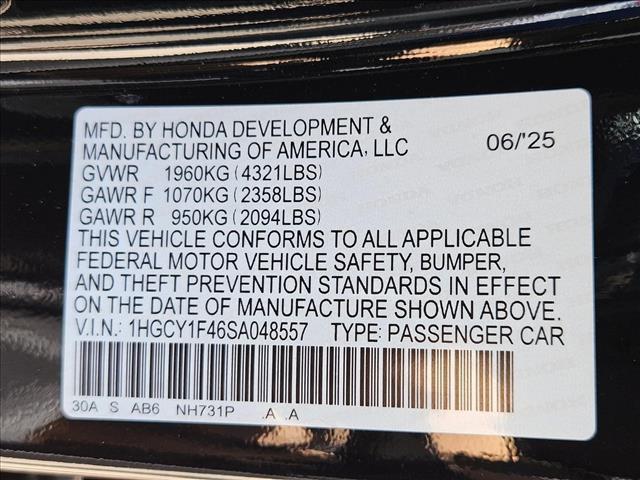 MFD. BY HONDA DEVELOPMENT &
MANUFACTURING OF AMERICA, LLC 06/'25
GVWR 1960KG (4321LBS)
GAWR F 1070KG (2358LBS)
GAWR R 950KG (2094LBS)
THIS VEHICLE CONFORMS TO ALL APPLICABLE
FEDERAL MOTOR VEHICLE SAFETY, BUMPER,
AND THEFT PREVENTION STANDARDS IN EFFECT
ON THE DATE OF MANUFACTURE SHOWN ABOVE.
V.I.N.: 1HGCY1F46SA048557 TYPE: PASSENGER CAR
30A S AB6 NH731P .A .A